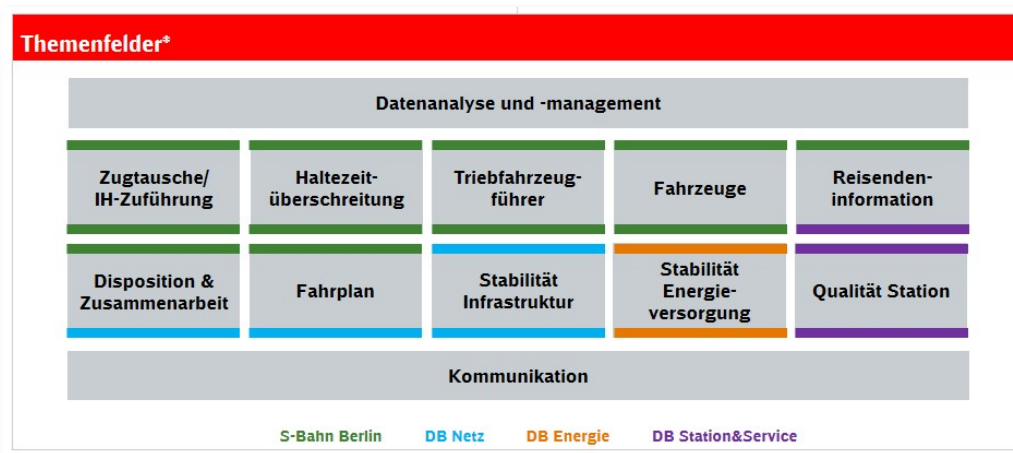 Themenfelder*
Datenanalyse und -management
Zugtausche/
IH-Zuführung
Haltezeit-
überschreitung
Triebfahrzeug-
führer
Fahrzeuge
Reisenden-
information
Disposition &
Zusammenarbeit
Fahrplan
Stabilität
Infrastruktur
Stabilität
Energie-
versorgung
Qualität Station
Kommunikation
S-Bahn Berlin DB Netz DB Energie DB Station&Service